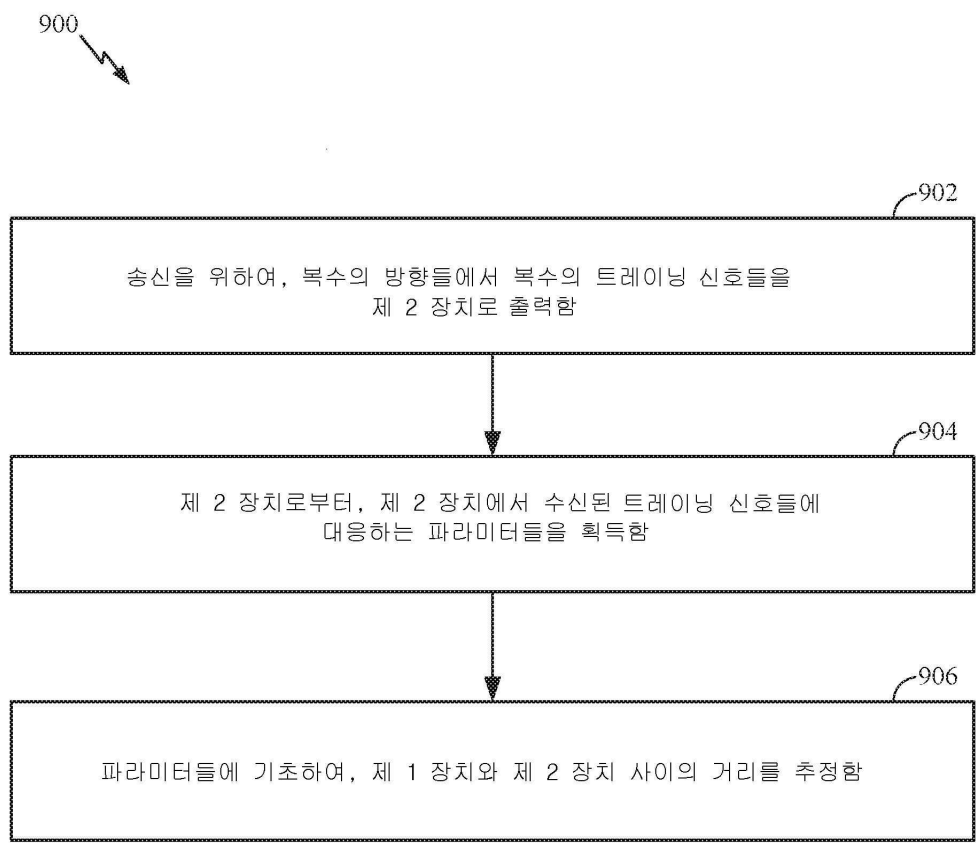 900
902
송신을 위하여, 복수의 방향들에서 복수의 트레이닝 신호들을
제 2 장치로 출력함
904
제 2 장치로부터, 제 2 장치에서 수신된 트레이닝 신호들에
대응하는 파라미터들을 획득함
906
파라미터들에 기초하여, 제 1 장치와 제 2 장치 사이의 거리를 추정함